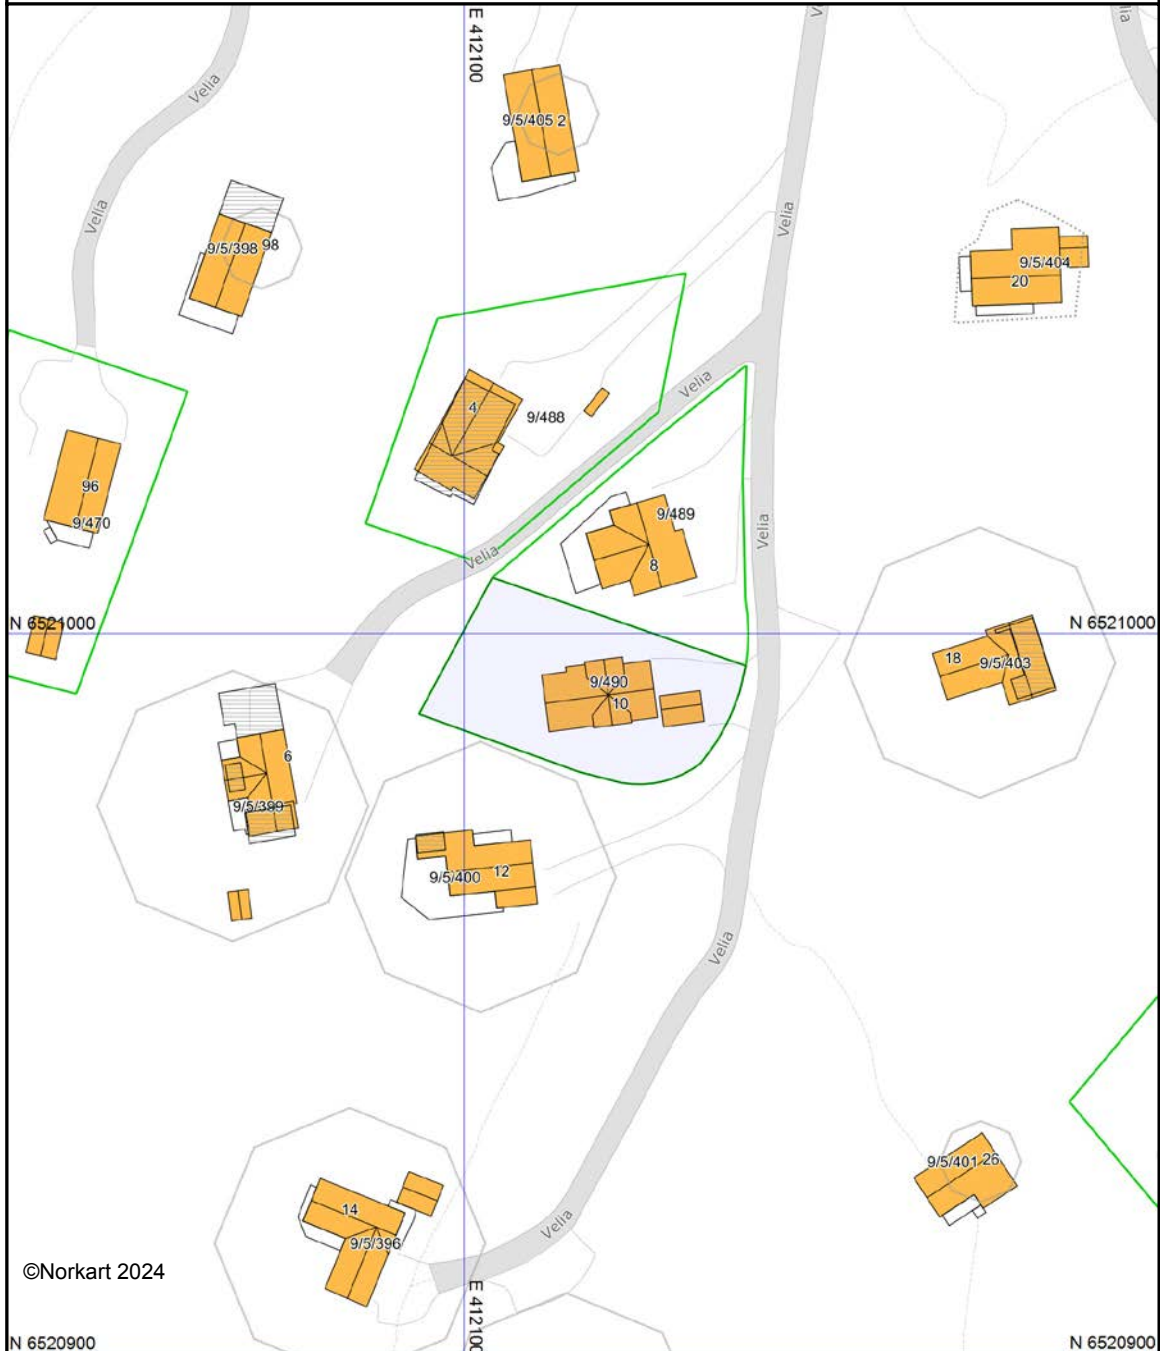 E 412100
V
lia
Velia
9/5/405 2
Velia
Velia
9/5/398 98
9/5/404
20
Velia
4
9/488
96
9/470
9/489
Velia
8
Velia
N 6521000
N 6521000
18
9/5/403
9/490
10
6
9/5/399
12
9/5/400
Velia
9/5/401 26
14
Velia
9/5/396
©Norkart 2024
E 412100
N 6520900
N 6520900